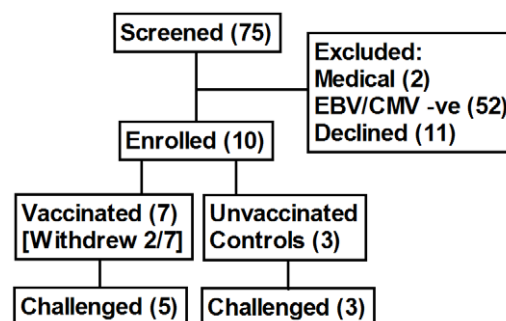 Screened (75)
Excluded:
Medical (2)
EBV/CMV -ve (52)
Declined (11)
Enrolled (10)
Vaccinated (7)
[Withdrew 2/7]
Unvaccinated
Controls (3)
Challenged (5)
Challenged (3)